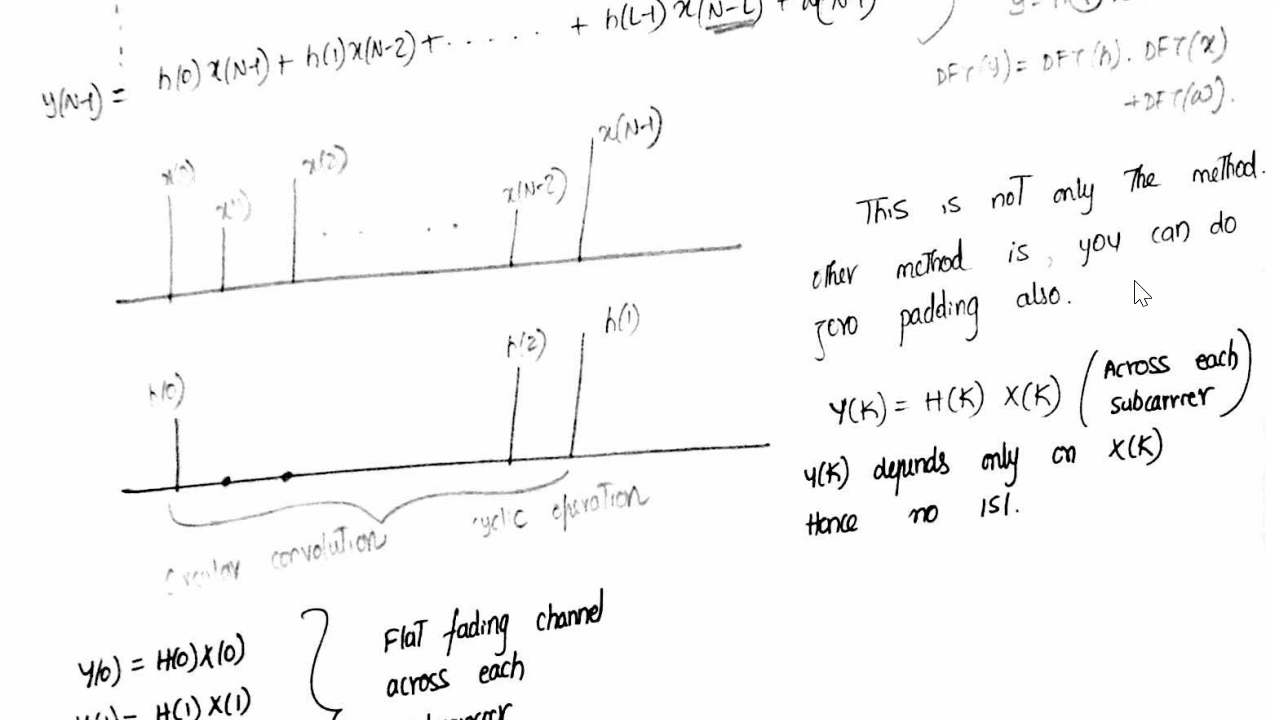 + h(L-1) x(N-L) +
y(N-1) = h(0) x(N-1) + h(1) x(N-2) + . . . . . .
DFT(y) = DFT(h) . DFT(x)
+ DFT(ω).
x(0)
x(1)
x(2)
. . . .
x(N-2)
x(N-1)
This is not only The method.
other method is, you can do
zero padding also.
h(0)
h(2)
h(1)
Y(K) = H(K) X(K) (Across each
subcarrier)
Y(K) depends only on X(K)
Hence no ISI.
circular convolution
cyclic operation
Y(0) = H(0) X(0)
Y(1) = H(1) X(1)
Flat fading channel
across each